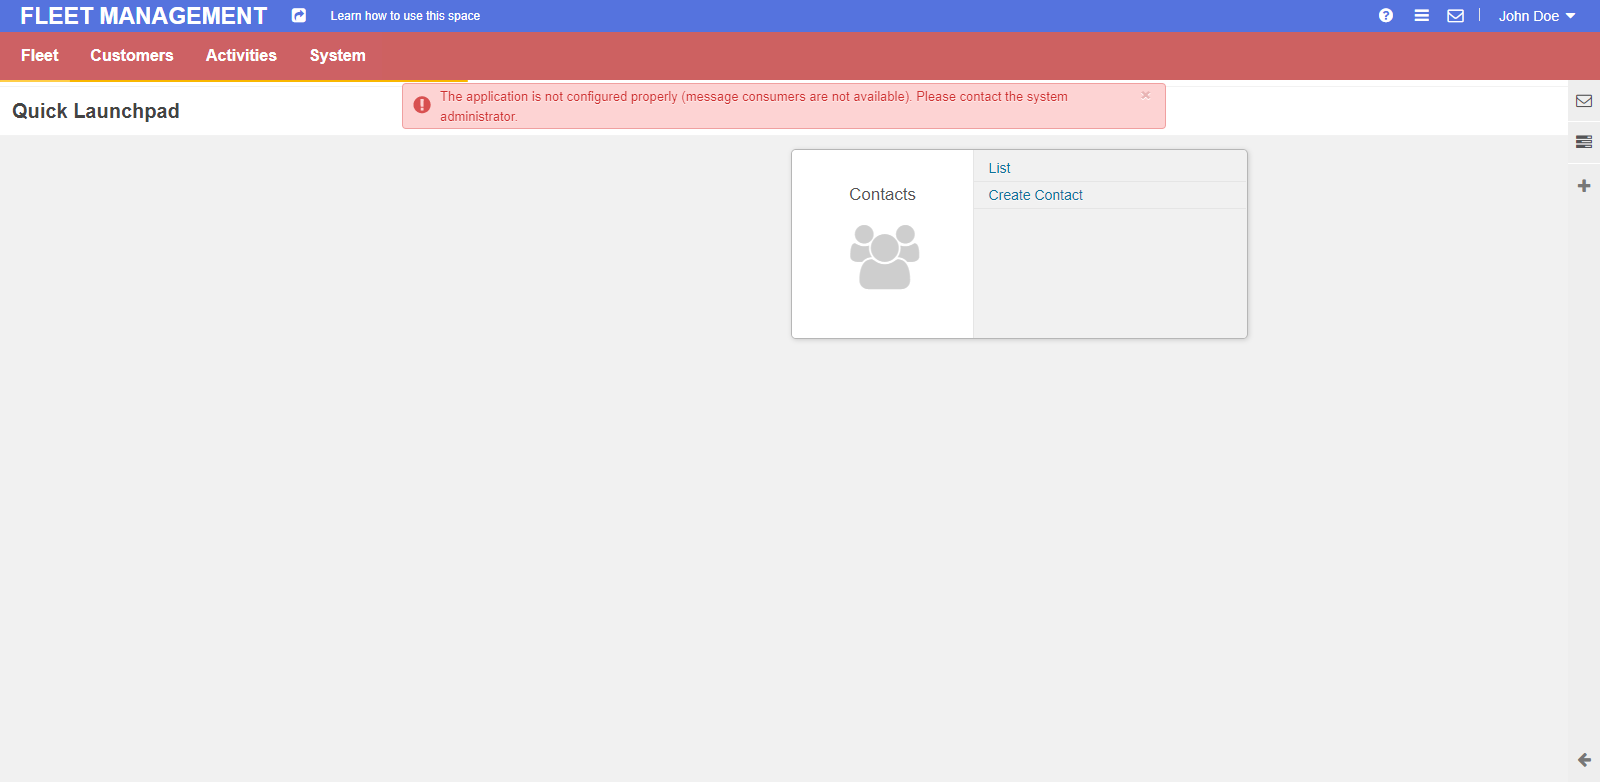 FLEET MANAGEMENT
Learn how to use this space
John Doe
Fleet
Customers
Activities
System
The application is not configured properly (message consumers are not available). Please contact the system
administrator.
×
Quick Launchpad
Contacts
List
Create Contact